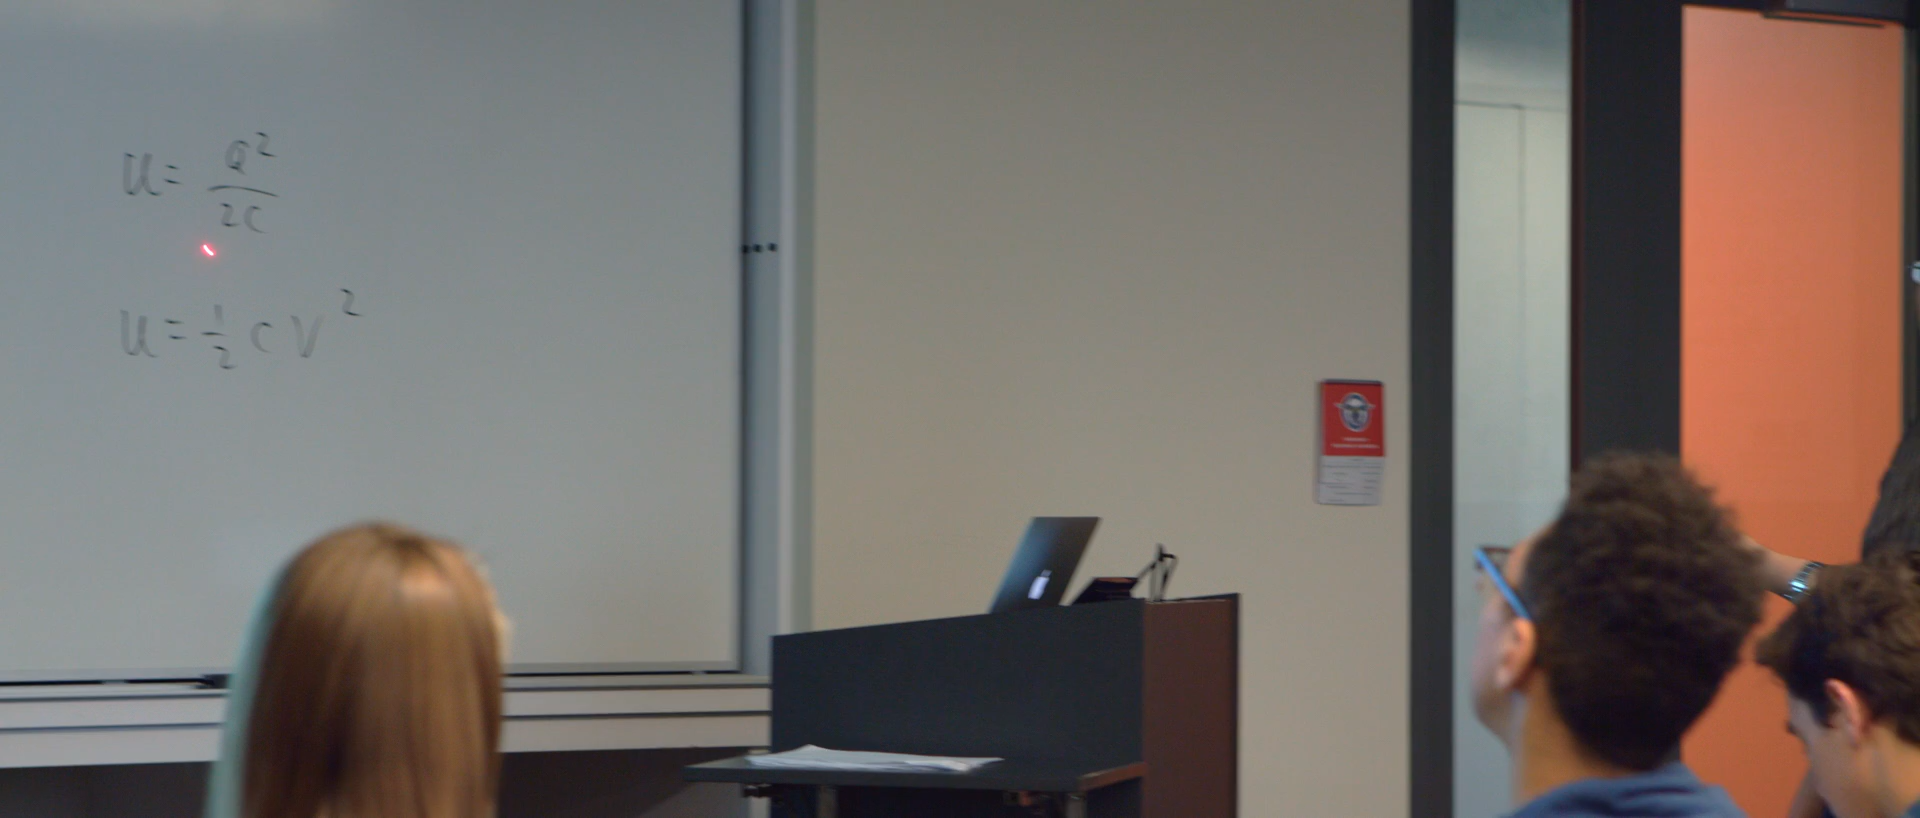 U = Q²/2C
U = ½ C V²